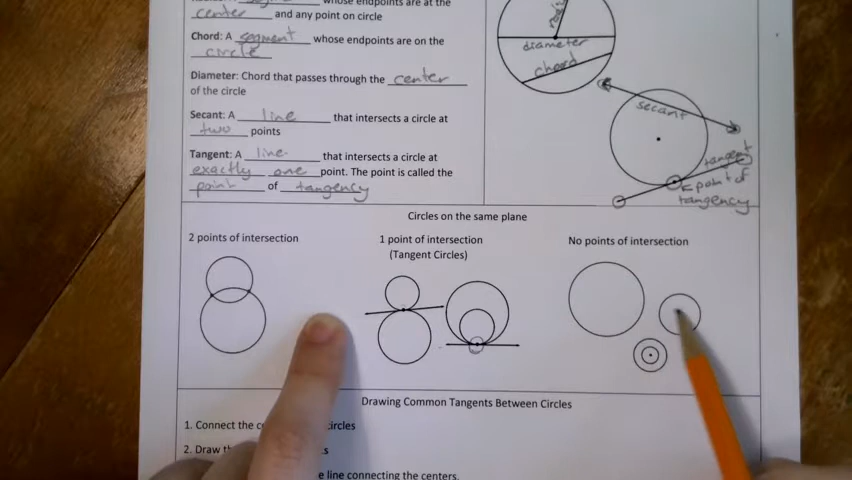 whose endpoints are at the
center and any point on circle
Chord: A segment whose endpoints are on the
circle
Diameter: Chord that passes through the center
of the circle
Secant: A line that intersects a circle at
two points
Tangent: A line that intersects a circle at
exactly one point. The point is called the
point of tangency
diameter
chord
secant
tangent
point of
tangency
Circles on the same plane
2 points of intersection
1 point of intersection
(Tangent Circles)
No points of intersection
Drawing Common Tangents Between Circles
1. Connect the circles
2. Draw
e line connecting the centers.